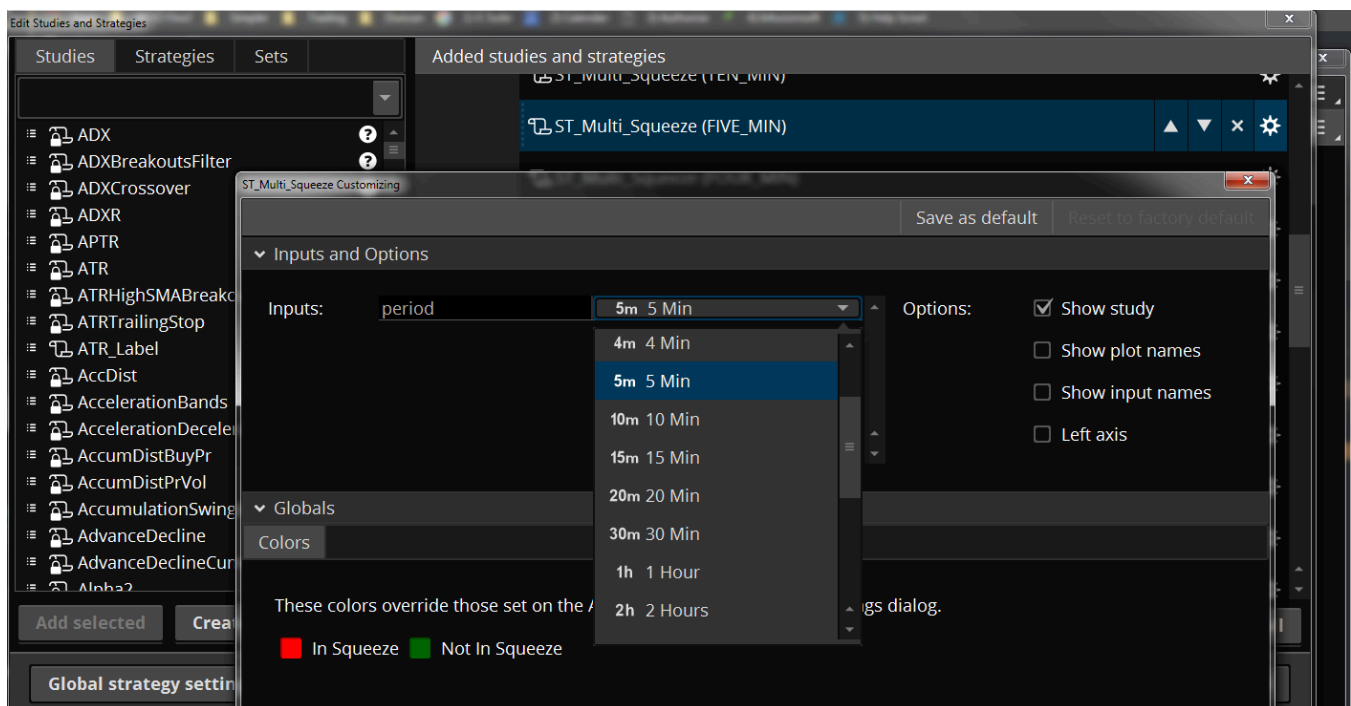 Edit Studies and Strategies
x
Studies
Strategies
Sets
Added studies and strategies
x
ST_Multi_Squeeze (TEN_MIN)
ST_Multi_Squeeze (FIVE_MIN)
ADX
ADXBreakoutsFilter
ST_Multi_Squeeze (FOUR_MIN)
ADXCrossover
ST_Multi_Squeeze Customizing
x
ADXR
Save as default
Reset to factory default
APTR
Inputs and Options
ATR
ATRHighSMABreako
Inputs:
period
5m 5 Min
Options:
Show study
ATRTrailingStop
4m 4 Min
ATR_Label
Show plot names
AccDist
5m 5 Min
Show input names
AccelerationBands
10m 10 Min
AccelerationDeceler
Left axis
AccumDistBuyPr
15m 15 Min
AccumDistPrVol
20m 20 Min
AccumulationSwing
Globals
AdvanceDecline
30m 30 Min
Colors
AdvanceDeclineCur
1h 1 Hour
Alpha2
These colors override those set on the A
2h 2 Hours
gs dialog.
Add selected
Crea
In Squeeze
Not In Squeeze
Global strategy settin